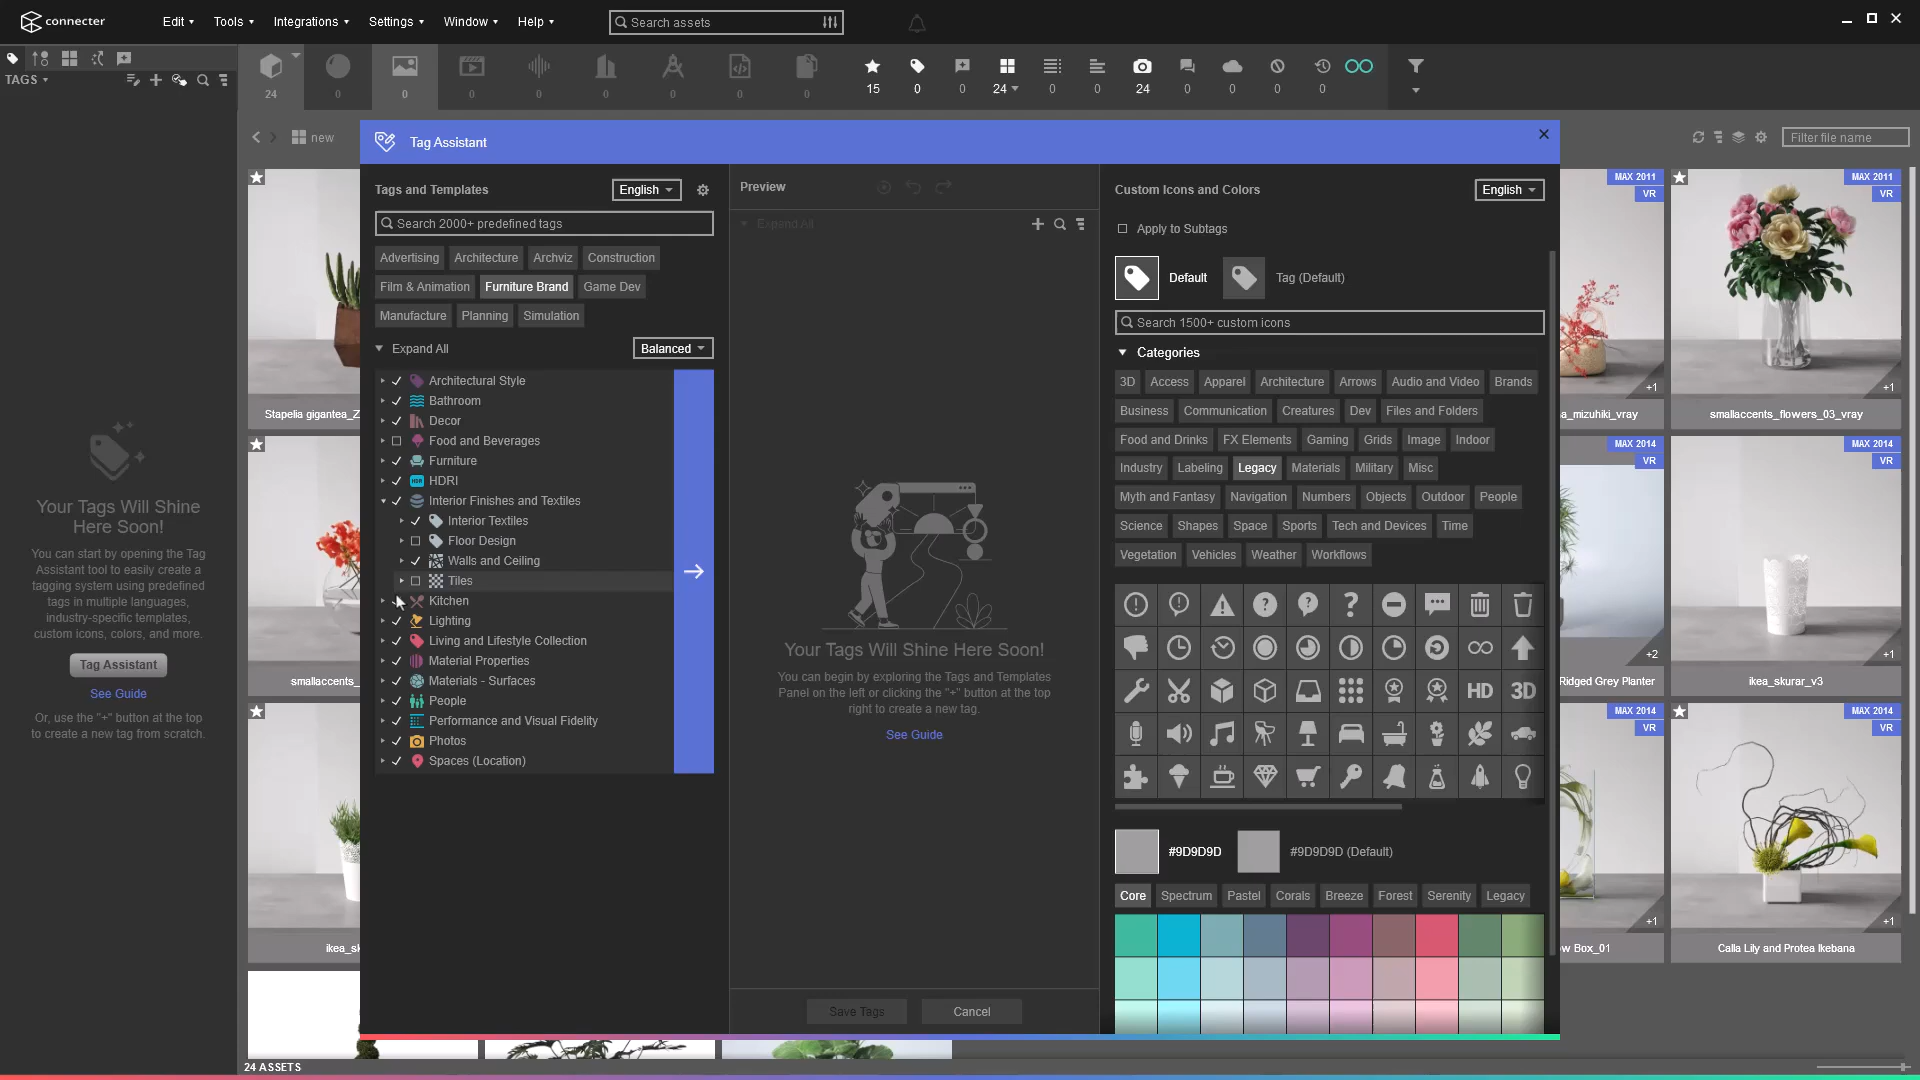 connecter
Edit
Tools
Integrations
Settings
Window
Help
Search assets
TAGS
24
0
0
0
0
0
0
0
0
15
0
0
24
0
0
24
0
0
0
0
new
Filter file name
Tag Assistant
Tags and Templates
English
Search 2000+ predefined tags
Advertising
Architecture
Archviz
Construction
Film & Animation
Furniture Brand
Game Dev
Manufacture
Planning
Simulation
Expand All
Balanced
Architectural Style
Bathroom
Decor
Food and Beverages
Furniture
HDRI
Interior Finishes and Textiles
Interior Textiles
Floor Design
Walls and Ceiling
Tiles
Kitchen
Lighting
Living and Lifestyle Collection
Material Properties
Materials - Surfaces
People
Performance and Visual Fidelity
Photos
Spaces (Location)
Preview
Expand All
Your Tags Will Shine Here Soon!
You can begin by exploring the Tags and Templates
Panel on the left or clicking the "+" button at the top
right to create a new tag.
See Guide
Save Tags
Cancel
Custom Icons and Colors
English
Apply to Subtags
Default
Tag (Default)
Search 1500+ custom icons
Categories
3D
Access
Apparel
Architecture
Arrows
Audio and Video
Brands
Business
Communication
Creatures
Dev
Files and Folders
Food and Drinks
FX Elements
Gaming
Grids
Image
Indoor
Industry
Labeling
Legacy
Materials
Military
Misc
Myth and Fantasy
Navigation
Numbers
Objects
Outdoor
People
Science
Shapes
Space
Sports
Tech and Devices
Time
Vegetation
Vehicles
Weather
Workflows
HD
3D
#9D9D9D
#9D9D9D (Default)
Core
Spectrum
Pastel
Corals
Breeze
Forest
Serenity
Legacy
Your Tags Will Shine
Here Soon!
You can start by opening the Tag
Assistant tool to easily create a
tagging system using predefined
tags in multiple languages,
industry-specific templates,
custom icons, colors, and more.
Tag Assistant
See Guide
Or, use the "+" button at the top
to create a new tag from scratch.
Stapelia gigantea_Z
smallaccents_
ikea_sk
MAX 2011
VR
+1
a_mizuhiki_vray
MAX 2011
VR
+1
smallaccents_flowers_03_vray
MAX 2014
VR
+2
Ridged Grey Planter
MAX 2014
VR
+1
ikea_skurar_v3
MAX 2014
VR
+1
w Box_01
MAX 2014
VR
+1
Calla Lily and Protea Ikebana
24 ASSETS